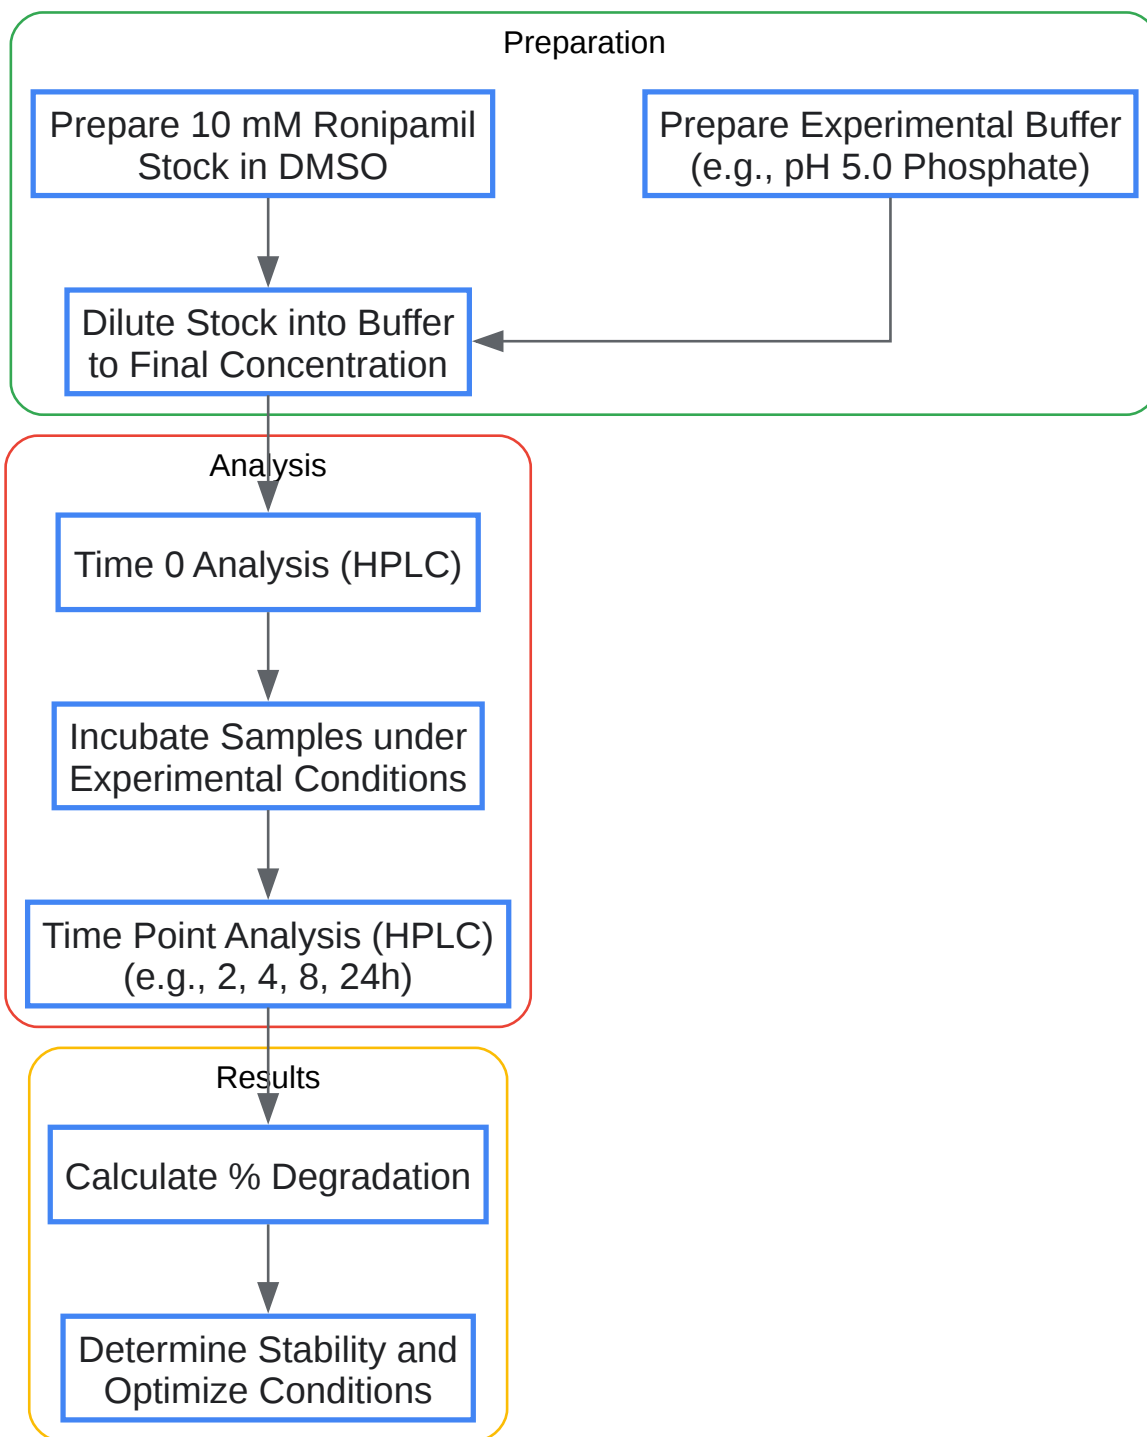 Preparation
Prepare 10 mM Ronipamil
Stock in DMSO
Prepare Experimental Buffer
(e.g., pH 5.0 Phosphate)
Dilute Stock into Buffer
to Final Concentration
Analysis
Time 0 Analysis (HPLC)
Incubate Samples under
Experimental Conditions
Time Point Analysis (HPLC)
(e.g., 2, 4, 8, 24h)
Results
Calculate % Degradation
Determine Stability and
Optimize Conditions